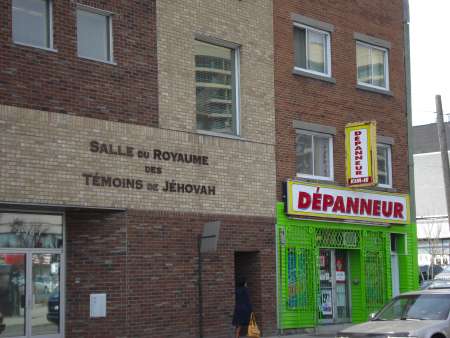 SALLE DU ROYAUME
DES
TÉMOINS DE JÉHOVAH
DÉPANNEUR
DÉPANNEUR